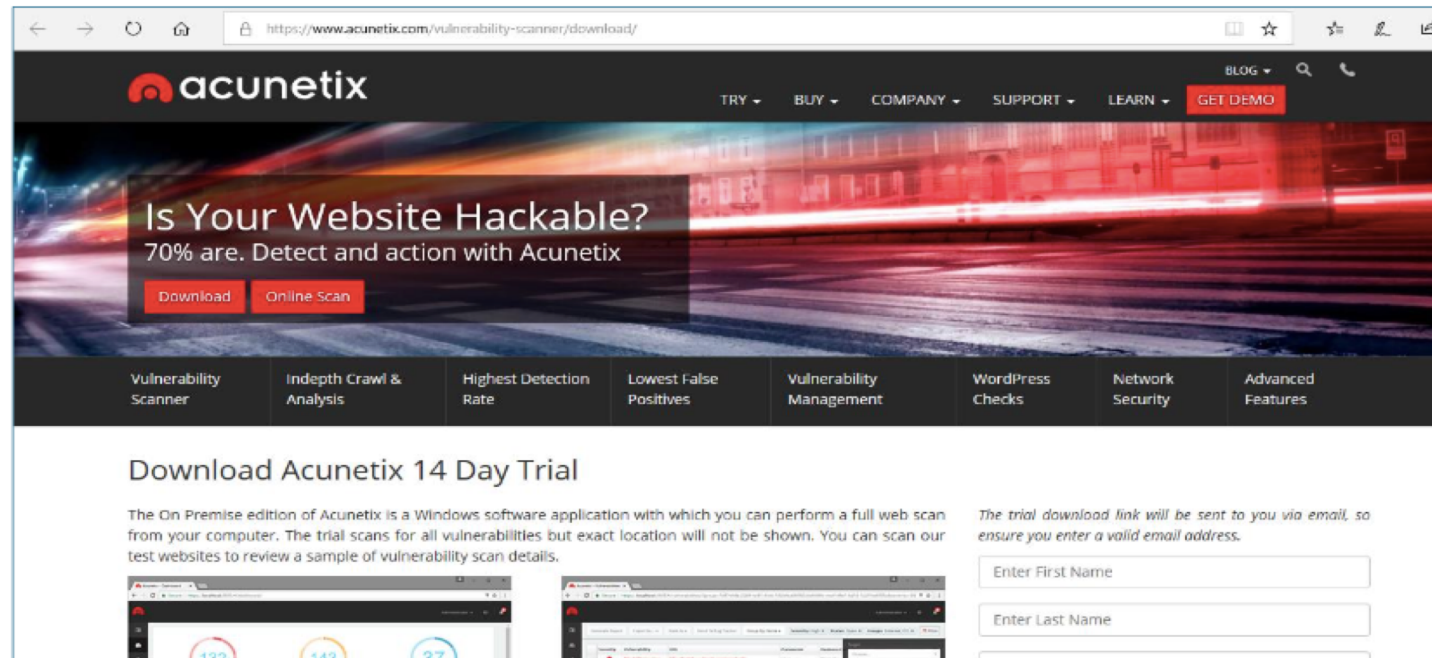 https://www.acunetix.com/vulnerability-scanner/download/
acunetix
BLOG
TRY BUY COMPANY SUPPORT LEARN GET DEMO
Is Your Website Hackable?
70% are. Detect and action with Acunetix
Download Online Scan
Vulnerability Scanner
Indepth Crawl & Analysis
Highest Detection Rate
Lowest False Positives
Vulnerability Management
WordPress Checks
Network Security
Advanced Features
Download Acunetix 14 Day Trial
The On Premise edition of Acunetix is a Windows software application with which you can perform a full web scan
from your computer. The trial scans for all vulnerabilities but exact location will not be shown. You can scan our
test websites to review a sample of vulnerability scan details.
The trial download link will be sent to you via email, so
ensure you enter a valid email address.
Enter First Name
Enter Last Name
132 143 37